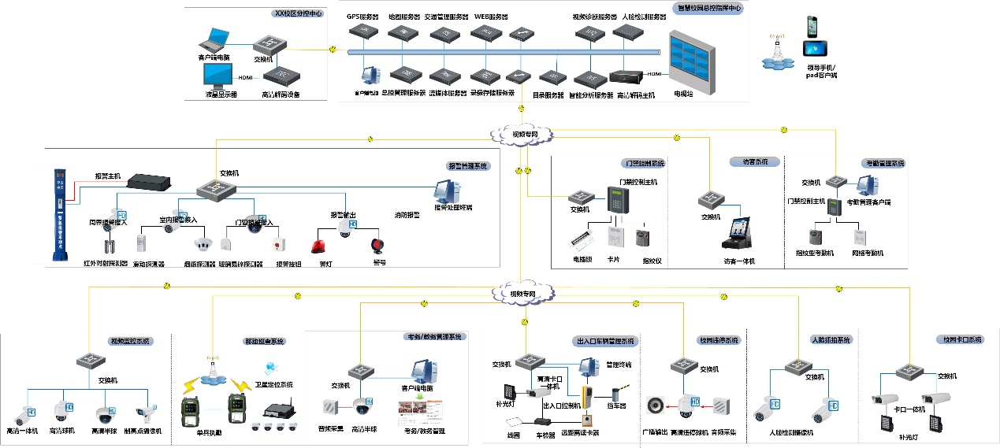 XX校区分控中心
客户端电脑
交换机
HDMI
液晶显示器
高清解码设备
智慧校园总控指挥中心
GPS服务器
地图服务器
交通管理服务器
WEB服务器
视频诊断服务器
人脸检测服务器
客户端电脑
总控管理服务器
流媒体服务器
录像存储服务器
目录服务器
智能分析服务器
高清解码主机
HDMI
电视墙
领导手机/
pad客户端
视频专网
报警管理系统
报警主机
交换机
接警处理终端
周界报警接入
室内报警接入
门窗报警接入
报警输出
消防报警
红外对射探测器
震动探测器
烟感探测器
玻璃易碎探测器
报警按钮
警灯
警号
HD
HD
HD
HD
门禁控制系统
门禁控制主机
交换机
电插锁
卡片
指纹仪
访客系统
交换机
访客一体机
考勤管理系统
交换机
门禁控制主机
考勤管理客户端
指纹型考勤机
网络考勤机
视频专网
视频监控系统
交换机
HD
HD
HD
HD
高清一体机
高清球机
高清半球
制高点摄像机
移动巡查系统
卫星定位系统
单兵执勤
考务/教务管理系统
交换机
客户端电脑
HD
音频采集
高清半球
考务/教务管理
出入口车辆管理系统
交换机
管理终端
高清卡口
一体机
补光灯
出入口控制机
挡车器
线圈
车检器
远距离读卡器
校园违停系统
交换机
HD
广播输出
高清违停球机
音频采集
人脸抓拍系统
交换机
HD
HD
人脸检测摄像机
校园卡口系统
交换机
卡口一体机
补光灯